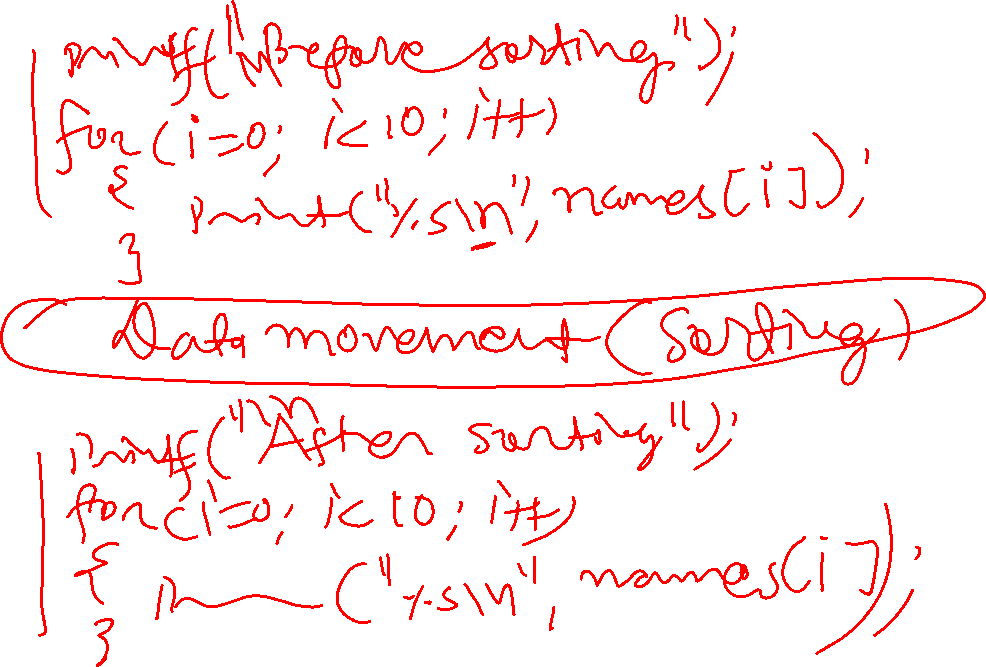 printf("\nBefore sorting");
for(i=0; i<10; i++)
{
print("%s\n", names[i]);
}
Data movement (Sorting)
printf("\nAfter sorting");
for(i=0; i<10; i++)
{
("%s\n", names[i]);
}